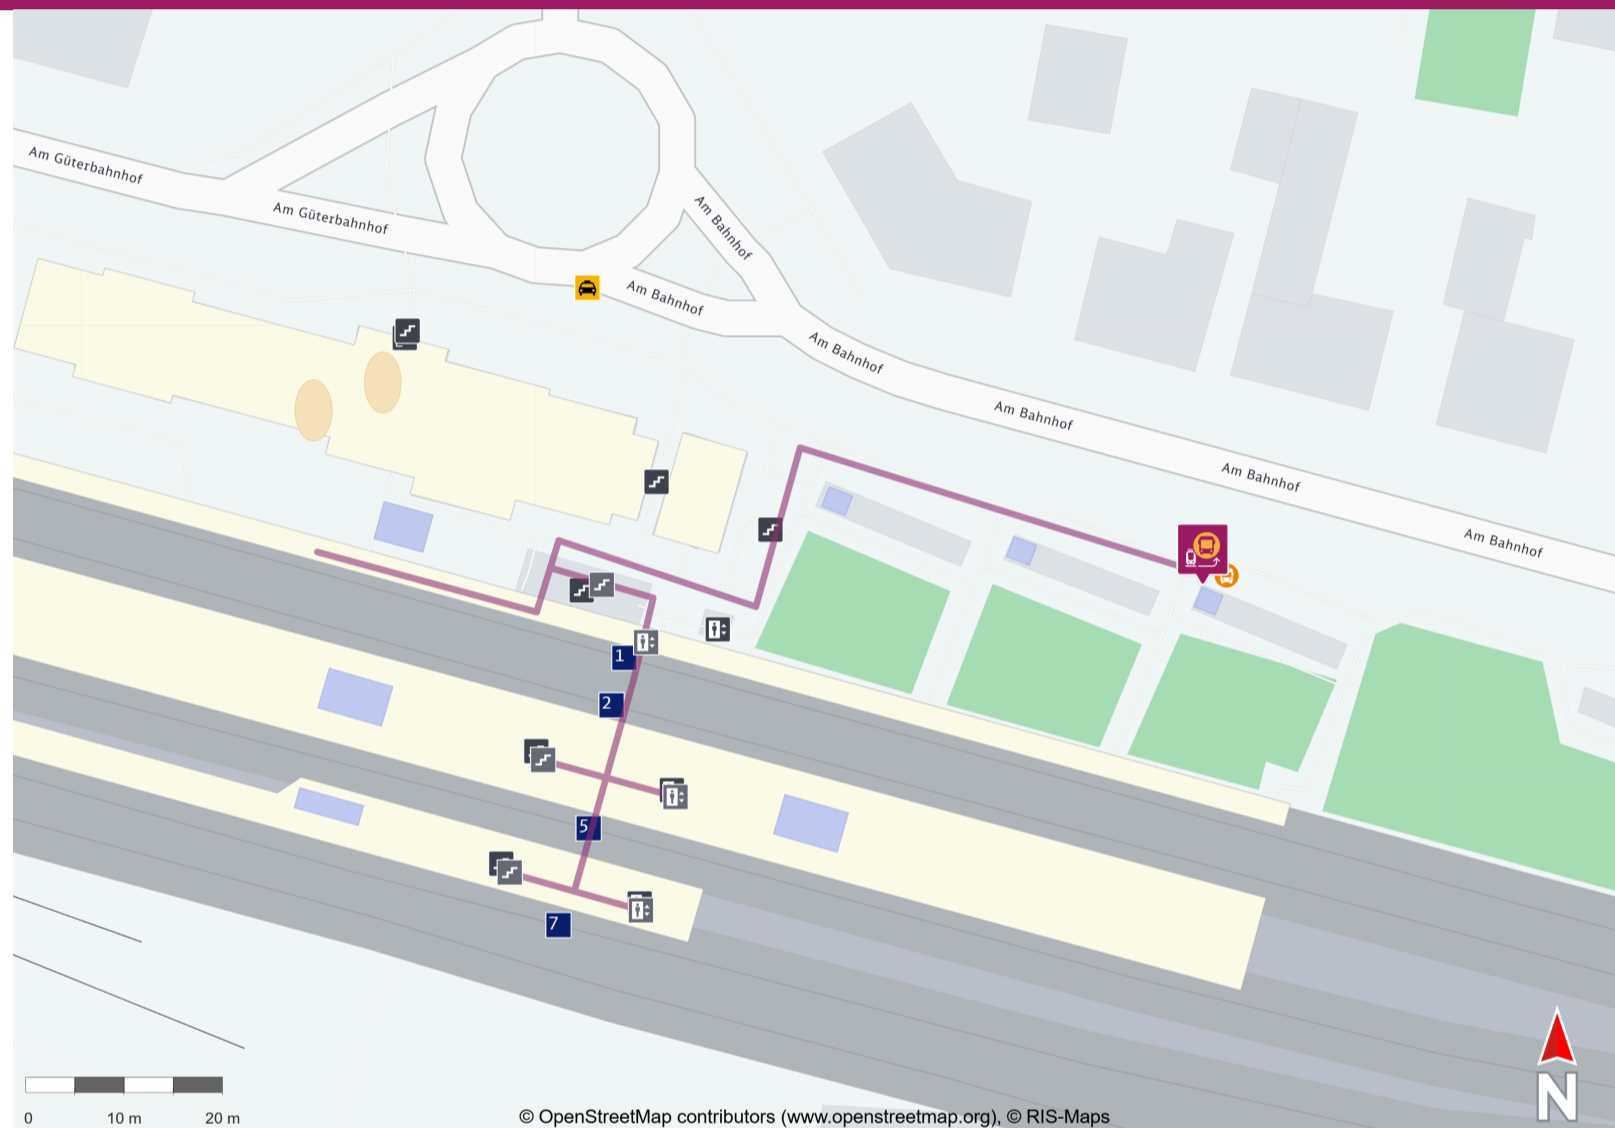 Am Güterbahnhof
Am Güterbahnhof
Am Bahnhof
Am Bahnhof
Am Bahnhof
Am Bahnhof
Am Bahnhof
Am Bahnhof
1
2
5
7
N
0
10 m
20 m
© OpenStreetMap contributors (www.openstreetmap.org), © RIS-Maps